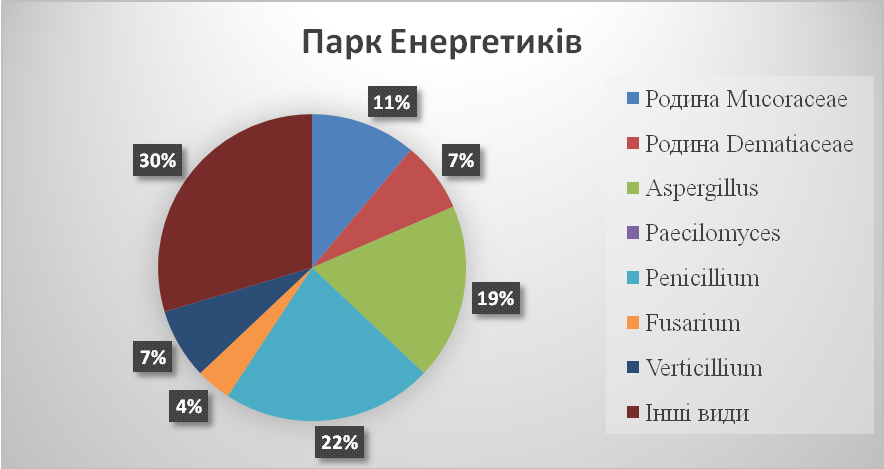 Парк Енергетиків
11%
7%
19%
22%
4%
7%
30%
Родина Mucoraceae
Родина Dematiaceae
Aspergillus
Paecilomyces
Penicillium
Fusarium
Verticillium
Інші види